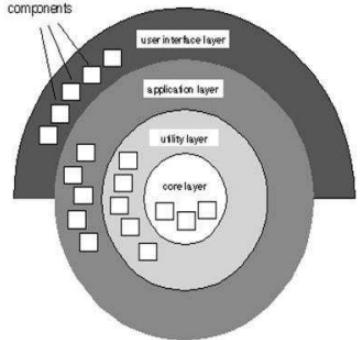 components
user interface layer
application layer
utility layer
core layer